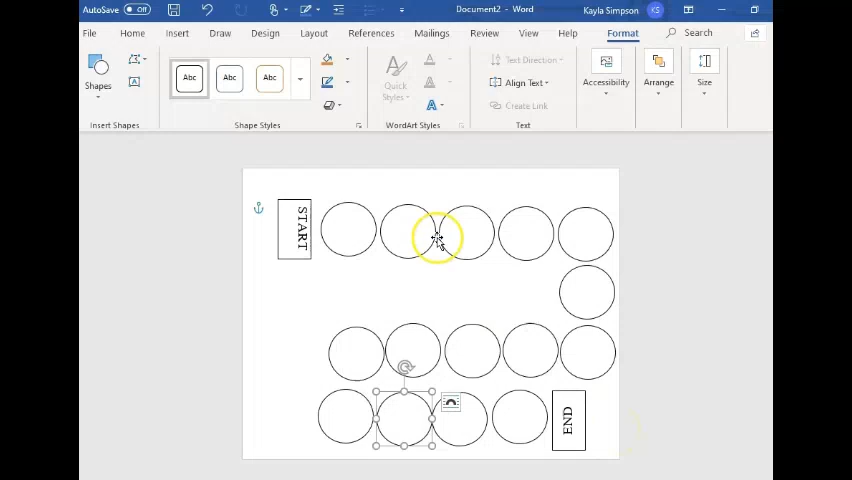 AutoSave Off Document2 - Word Kayla Simpson KS
File Home Insert Draw Design Layout References Mailings Review View Help Format Search
Shapes Abc Abc Abc Quick Styles Text Direction Align Text Create Link Accessibility Arrange Size
Insert Shapes Shape Styles WordArt Styles Text
START
END